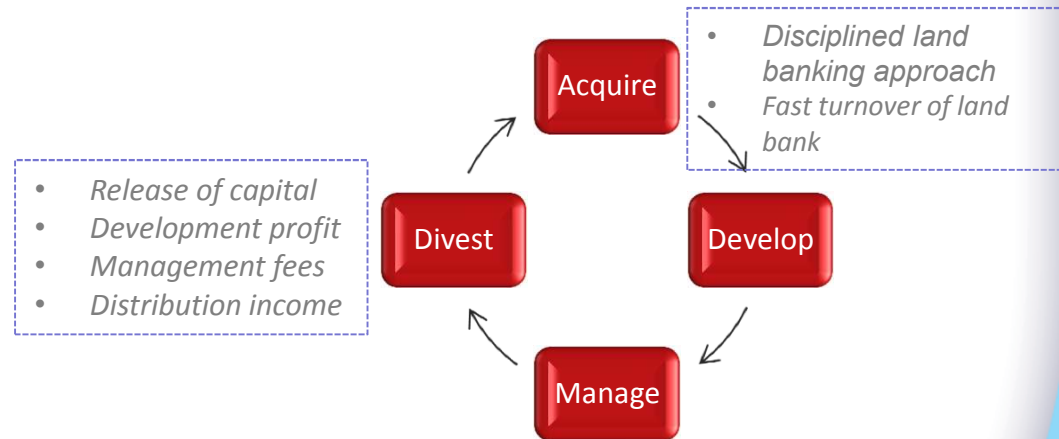 Acquire
• Disciplined land
banking approach
• Fast turnover of land
bank
• Release of capital
• Development profit
• Management fees
• Distribution income
Divest
Develop
Manage